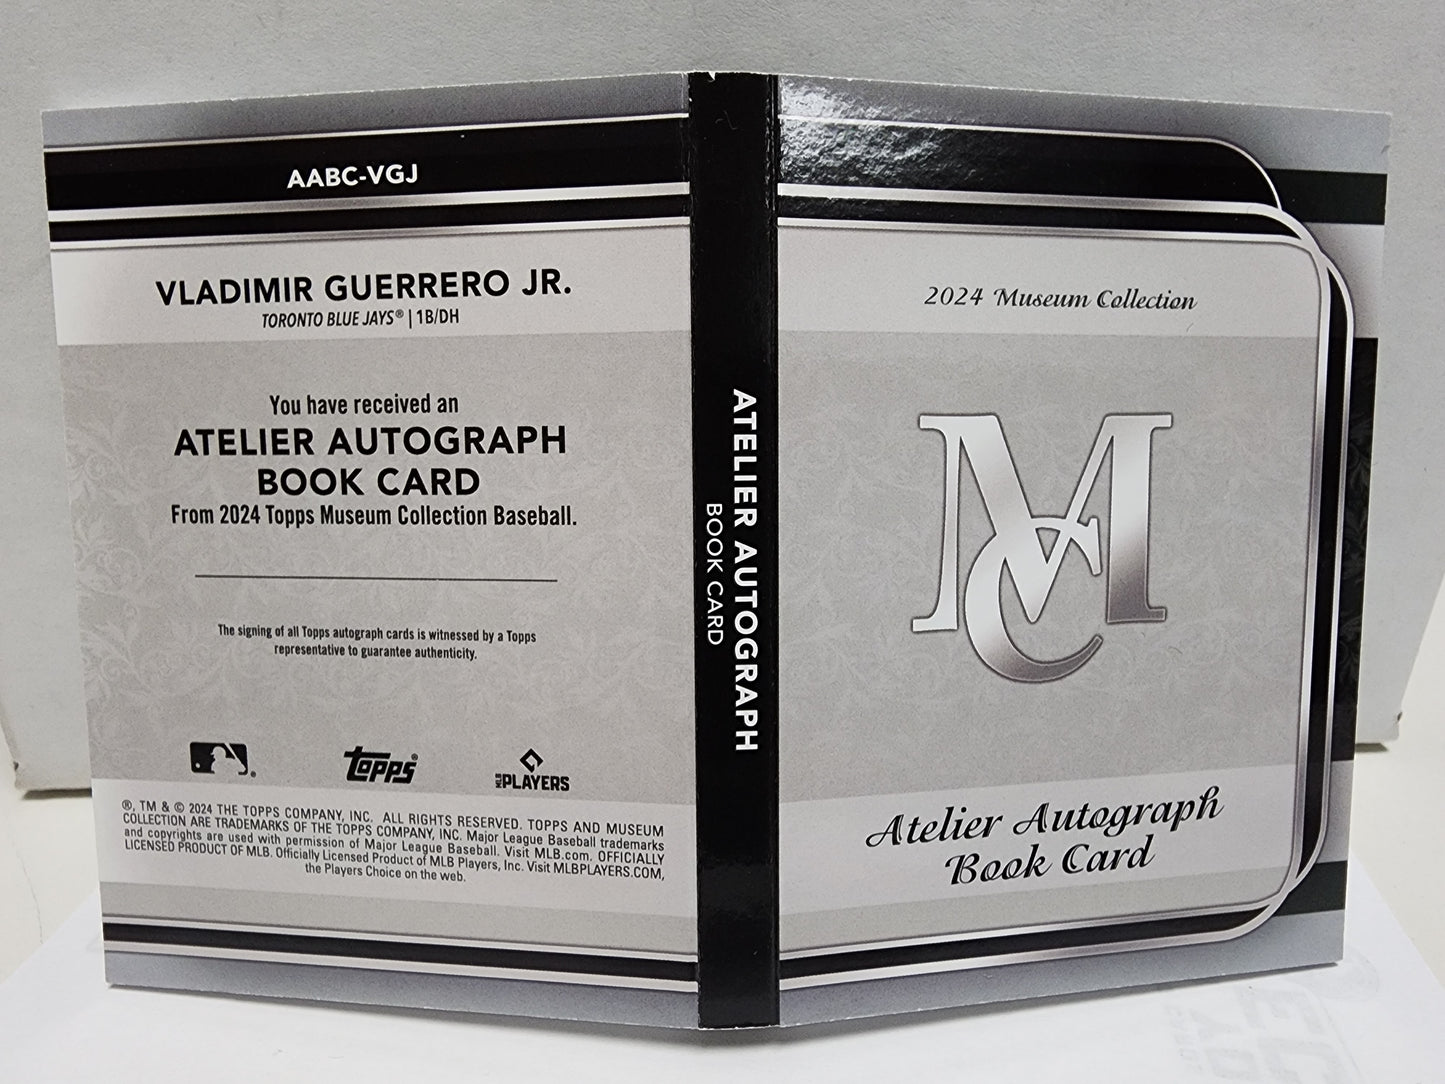 AABC-VGJ
VLADIMIR GUERRERO JR.
TORONTO BLUE JAYS® | 1B/DH
You have received an
ATELIER AUTOGRAPH
BOOK CARD
From 2024 Topps Museum Collection Baseball.
The signing of all Topps autograph cards is witnessed by a Topps
representative to guarantee authenticity.
topps®
MLB PLAYERS
®, TM & © 2024 THE TOPPS COMPANY, INC. ALL RIGHTS RESERVED. TOPPS AND MUSEUM
COLLECTION ARE TRADEMARKS OF THE TOPPS COMPANY, INC. Major League Baseball trademarks
and copyrights are used with permission of Major League Baseball. Visit MLB.com. OFFICIALLY
LICENSED PRODUCT OF MLB. Officially Licensed Product of MLB Players, Inc. Visit MLBPLAYERS.COM,
the Players Choice on the web.
ATELIER AUTOGRAPH
BOOK CARD
2024 Museum Collection
MC
Atelier Autograph
Book Card